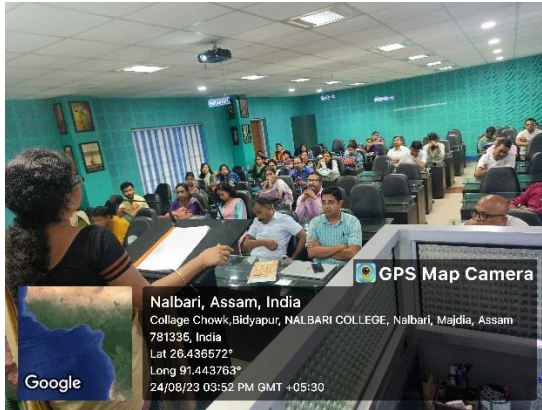 GPS Map Camera
Nalbari, Assam, India
Collage Chowk,Bidyapur, NALBARI COLLEGE, Nalbari, Majdia, Assam
781335, India
Lat 26.436572°
Long 91.443763°
24/08/23 03:52 PM GMT +05:30
Google